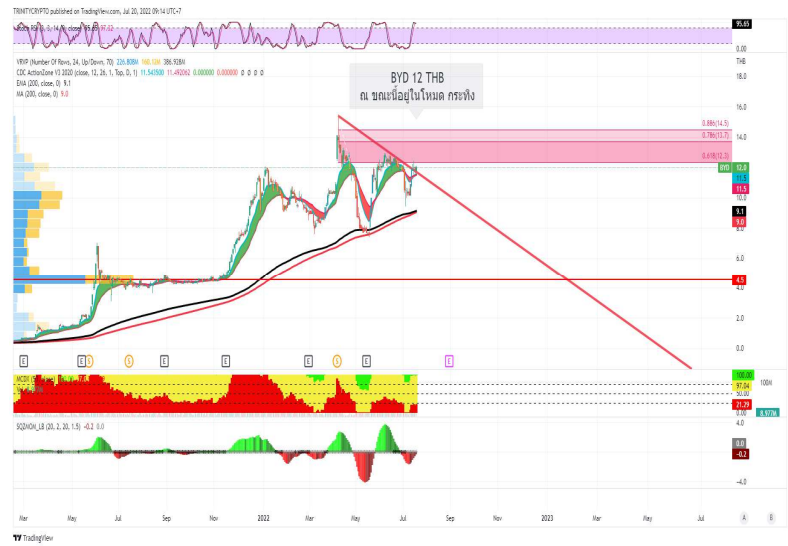 TRINITYCRYPTO published on TradingView.com, Jul 20, 2022 09:14 UTC+7
95.65
0.00
VRVP (Number Of Rows, 24, Up/Down, 70) 226.808M 386.928M
THB
CDC ActionZone V3 2020 (close, 12, 26, 1, Top, D, 1) 11.543500 11.492062 0.000000 0.000000
EMA (200, close, 0) 9.1
MA (200, close, 0) 9.0
18.0
BYD 12 THB
ณ ขณะนี้อยู่ในโหมด กระทิง
16.0
0.886(14.5)
0.786(13.7)
14.0
0.618(12.3)
BYD 12.0
11.5
11.5
10.0
9.1
9.0
8.0
6.0
4.5
4.0
2.0
0.0
E E S S E E E S E E
100.00
97.04
100M
50.00
21.29
0.00
8.977M
SQZMOM_LB (20, 2, 20, 1.5) -0.2 0.0
4.0
0.0
-0.2
-4.0
Mar May Jul Sep Nov 2022 Mar May Jul Sep Nov 2023 Mar May Jul A B
TradingView